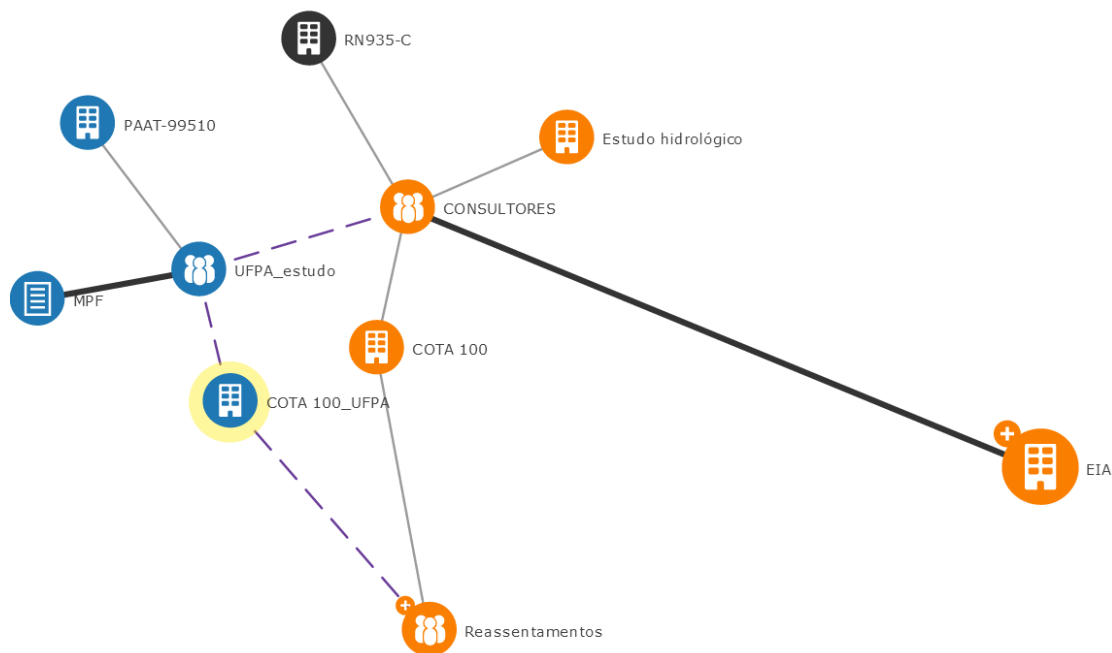 RN935-C
PAAT-99510
Estudo hidrológico
CONSULTORES
UFPA_estudo
MPF
COTA 100
COTA 100_UFPA
EIA
Reassentamentos